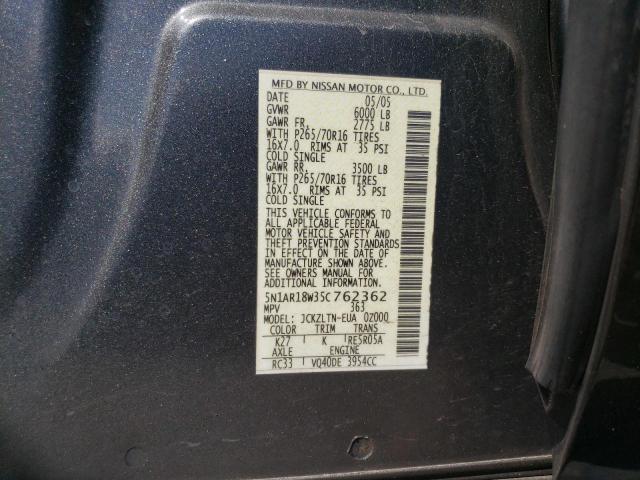 MFD BY NISSAN MOTOR CO., LTD.
DATE 05/05
GVWR 6000 LB
GAWR FR, 2775 LB
WITH P265/70R16 TIRES
16X7.0 RIMS AT 35 PSI
COLD SINGLE
GAWR RR. 3500 LB
WITH P265/70R16 TIRES
16X7.0 RIMS AT 35 PSI
COLD SINGLE
THIS VEHICLE CONFORMS TO
ALL APPLICABLE FEDERAL
MOTOR VEHICLE SAFETY AND
THEFT PREVENTION STANDARDS
IN EFFECT ON THE DATE OF
MANUFACTURE SHOWN ABOVE.
SEE OWNERS MANUAL FOR
ADDITIONAL INFORMATION.
5N1AR18W35C762362
MPV 363
MODEL: JCKZLTN-EUA 0Z000
COLOR TRIM TRANS
K27 K RE5R05A
AXLE ENGINE
RC33 VQ40DE 3954CC